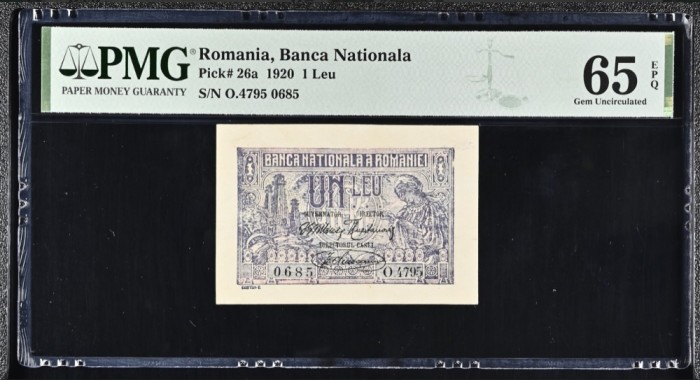 PMG®
PAPER MONEY GUARANTY
Romania, Banca Nationala
Pick# 26a 1920 1 Leu
S/N O.4795 0685
65 EPQ
Gem Uncirculated
BANCA NATIONALA A ROMANIEI
UN LEU
0685 O.4795